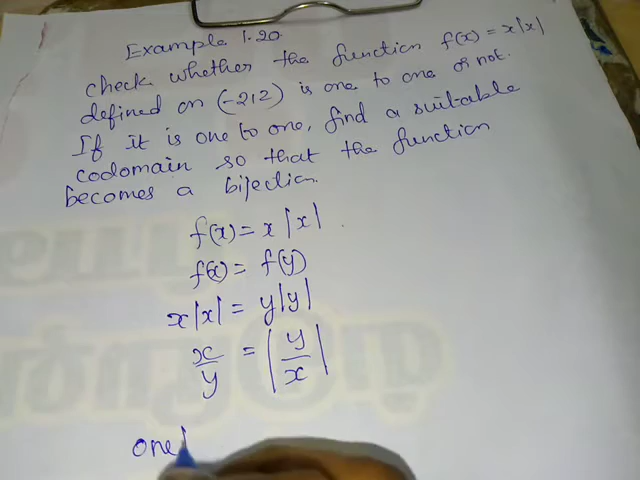 Example 1.20
check whether the function f(x) = x|x|
defined on (-2,2) is one to one or not.
If it is one to one, find a suitable
codomain so that the function
becomes a bijection.
f(x) = x |x|
f(x) = f(y)
x|x| = y|y|
x/y = |y/x|
one